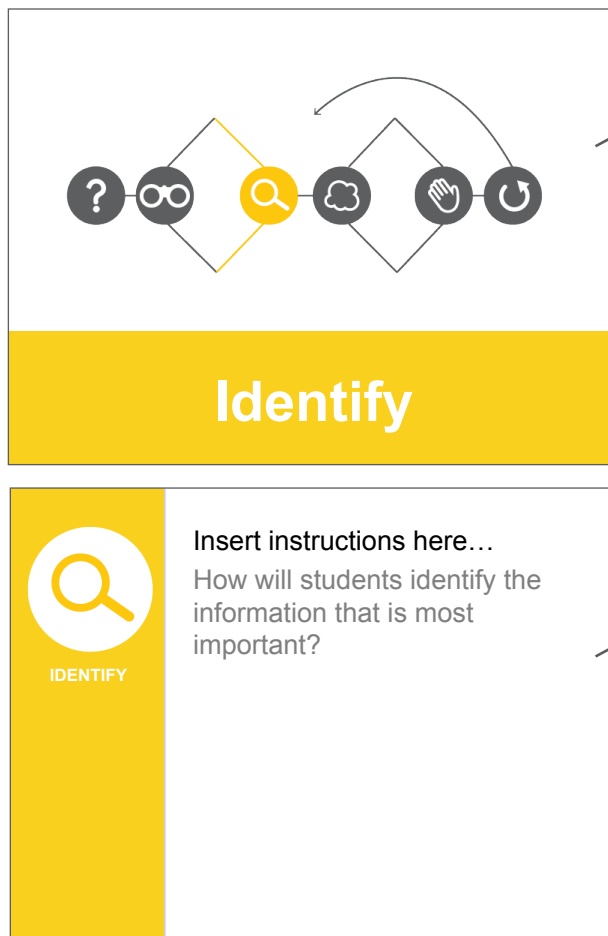 ?
Identify
Insert instructions here…
How will students identify the
information that is most
important?
IDENTIFY